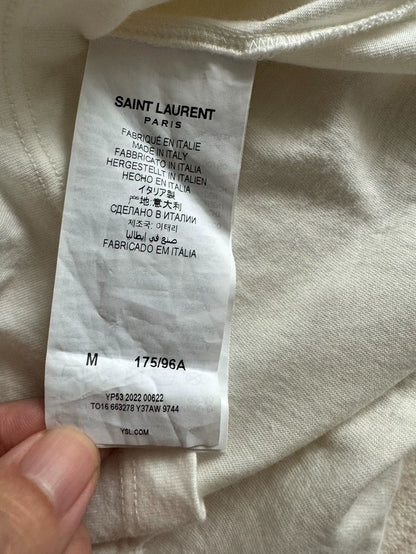 SAINT LAURENT
PARIS
FABRIQUÉ EN ITALIE
MADE IN ITALY
FABBRICATO IN ITALIA
HERGESTELLT IN ITALIEN
HECHO EN ITALIA
イタリア製
地:意大利
СДЕЛАНО В ИТАЛИИ
제조국: 이태리
صنع في إيطاليا
FABRICADO EM ITÁLIA
M 175/96A
YP53 2022 00622
TO16 663278 Y37AW 9744
YSL.COM